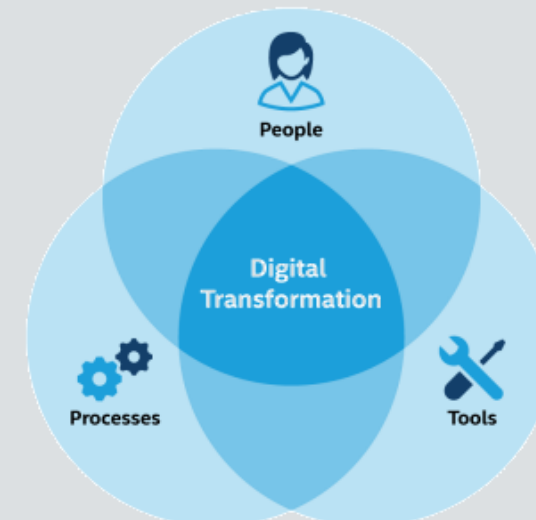 People
Digital
Transformation
Processes
Tools